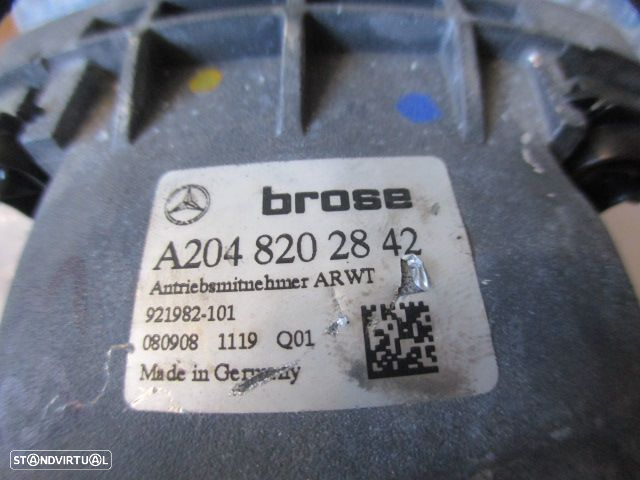 brose
A204 820 28 42
Antriebsmitnehmer ARWT
921982-101
080908 1119 Q01
Made in Germany
STANDVIRTUAL